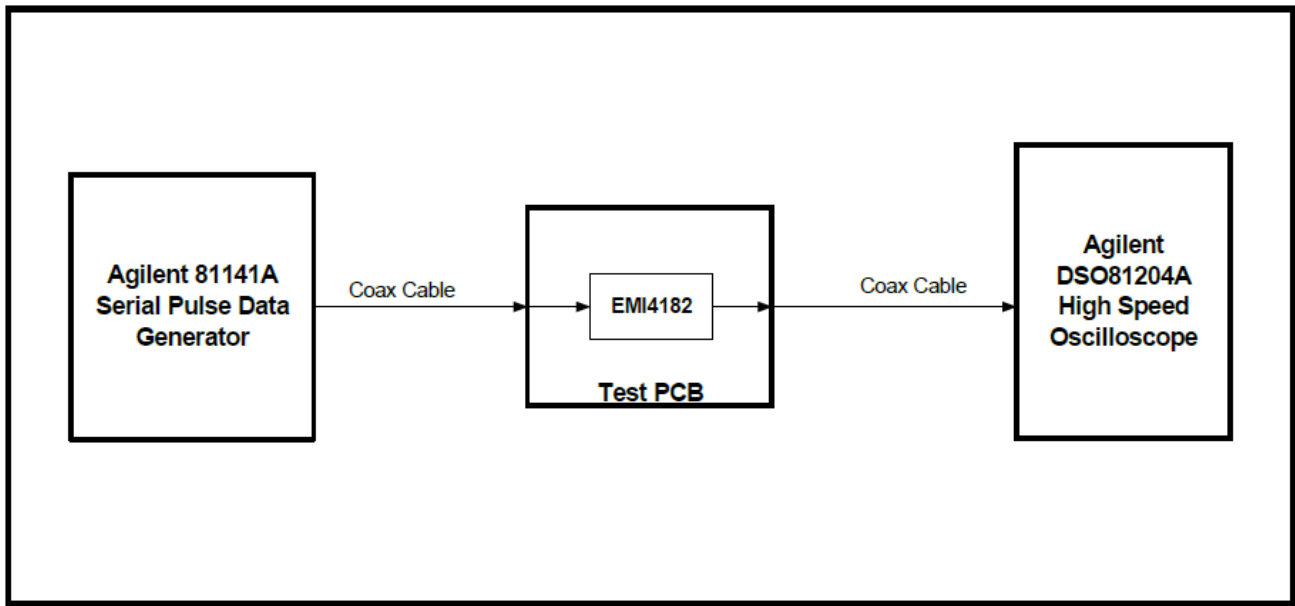 Agilent 81141A
Serial Pulse Data
Generator
Coax Cable
EMI4182
Test PCB
Coax Cable
Agilent
DSO81204A
High Speed
Oscilloscope